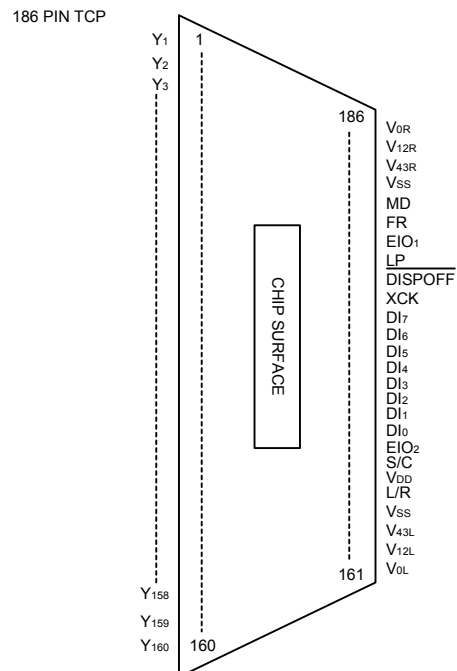 186 PIN TCP
Y1
Y2
Y3
Y158
Y159
Y160
1
160
CHIP SURFACE
186
161
V0R
V12R
V43R
VSS
MD
FR
EIO1
LP
DISPOFF
XCK
DI7
DI6
DI5
DI4
DI3
DI2
DI1
DI0
EIO2
S/C
VDD
L/R
VSS
V43L
V12L
V0L